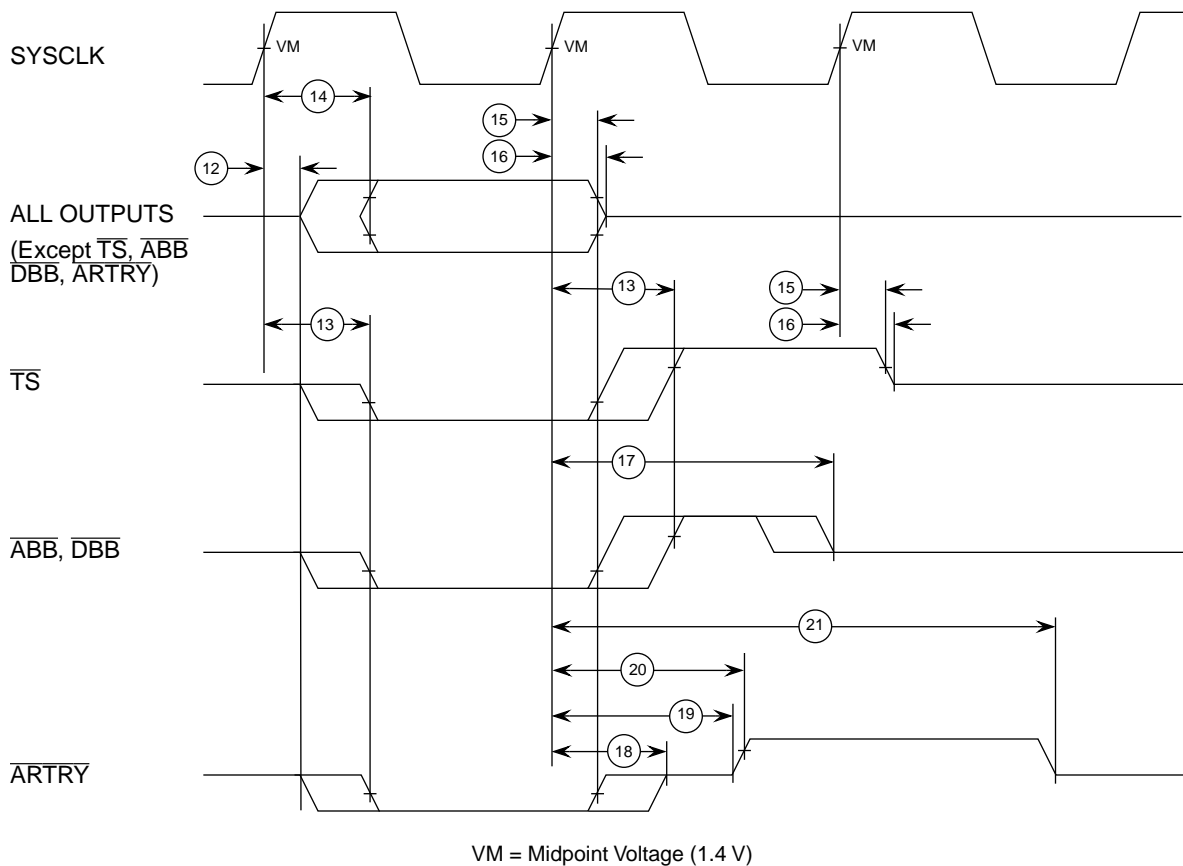 SYSCLK
VM
VM
VM
14
15
12
16
ALL OUTPUTS
(Except TS, ABB
DBB, ARTRY)
13
15
13
16
TS
17
ABB, DBB
21
20
19
18
ARTRY
VM = Midpoint Voltage (1.4 V)